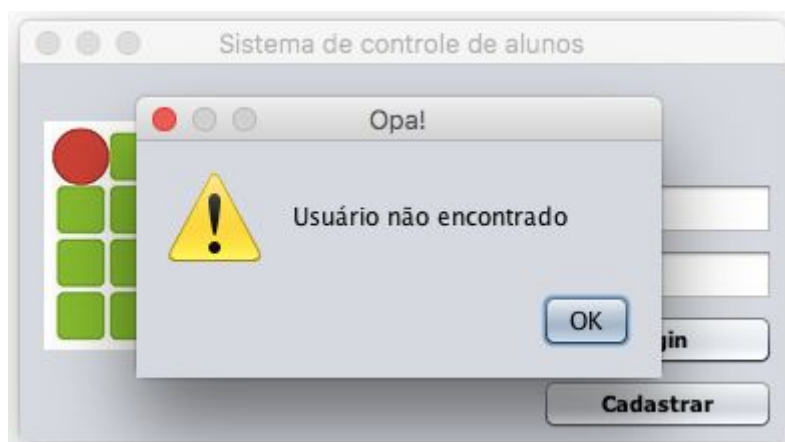 Sistema de controle de alunos
Opa!
Usuário não encontrado
OK
Cadastrar